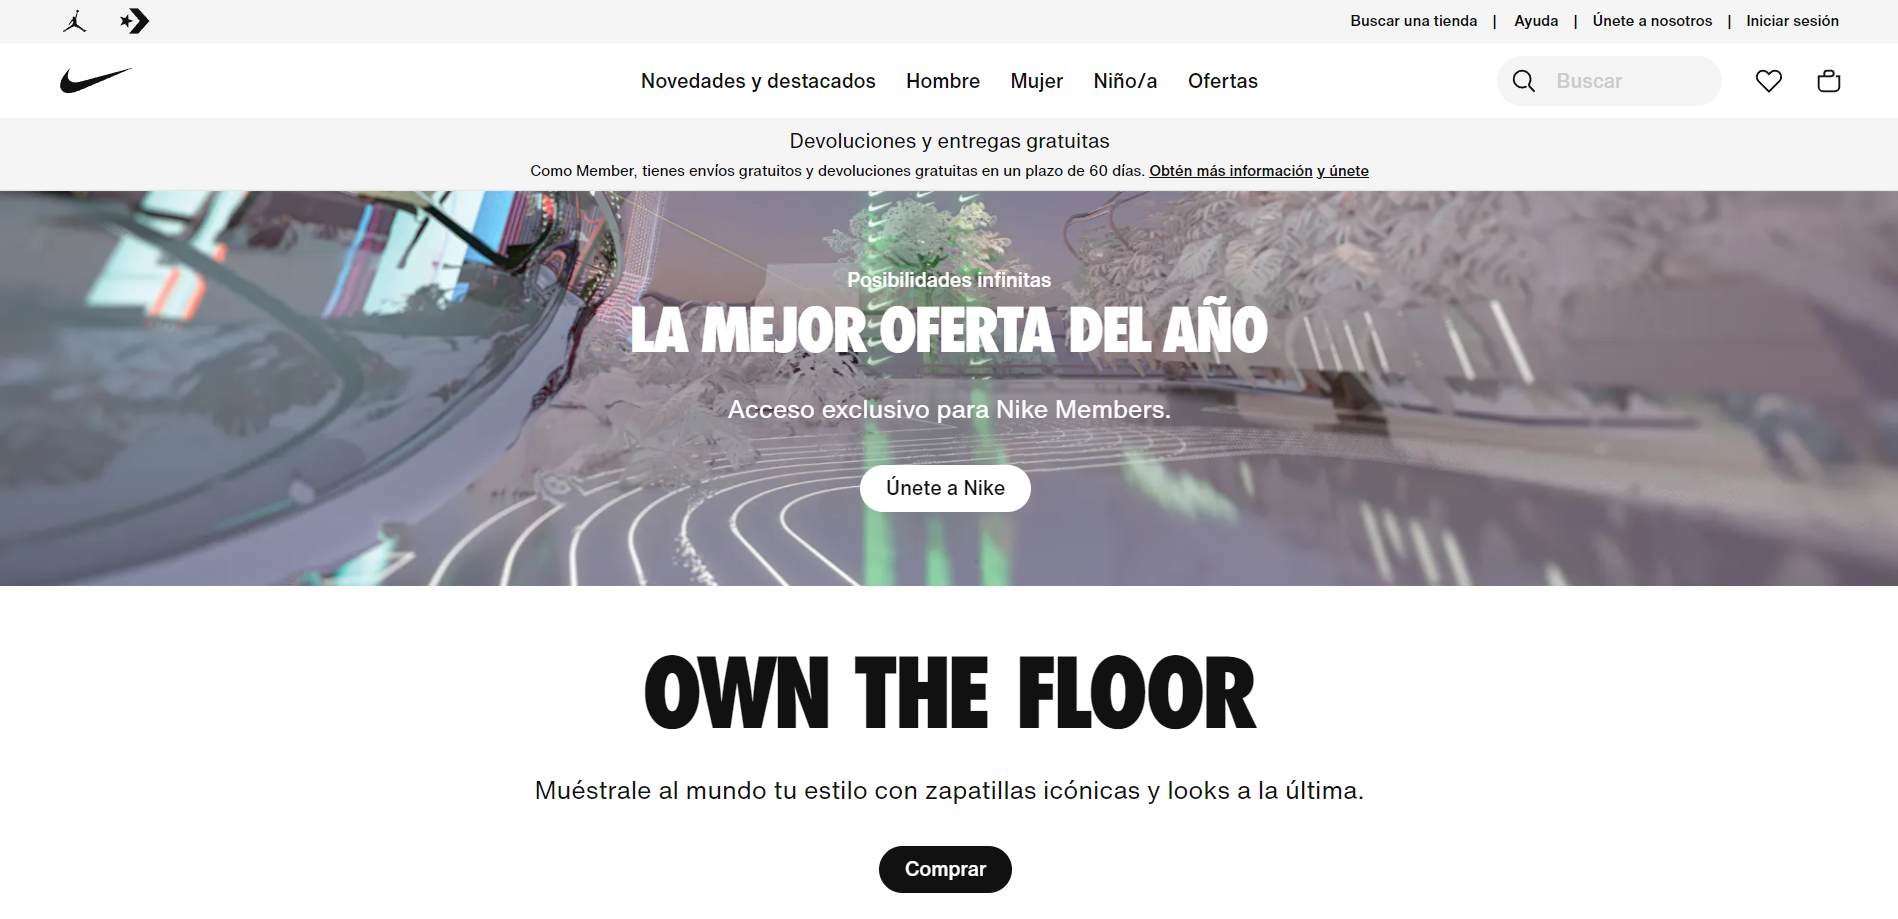 Buscar una tienda | Ayuda | Únete a nosotros | Iniciar sesión
Novedades y destacados Hombre Mujer Niño/a Ofertas Buscar
Devoluciones y entregas gratuitas
Como Member, tienes envíos gratuitos y devoluciones gratuitas en un plazo de 60 días. Obtén más información y únete
Posibilidades infinitas
LA MEJOR OFERTA DEL AÑO
Acceso exclusivo para Nike Members.
Únete a Nike
OWN THE FLOOR
Muéstrale al mundo tu estilo con zapatillas icónicas y looks a la última.
Comprar